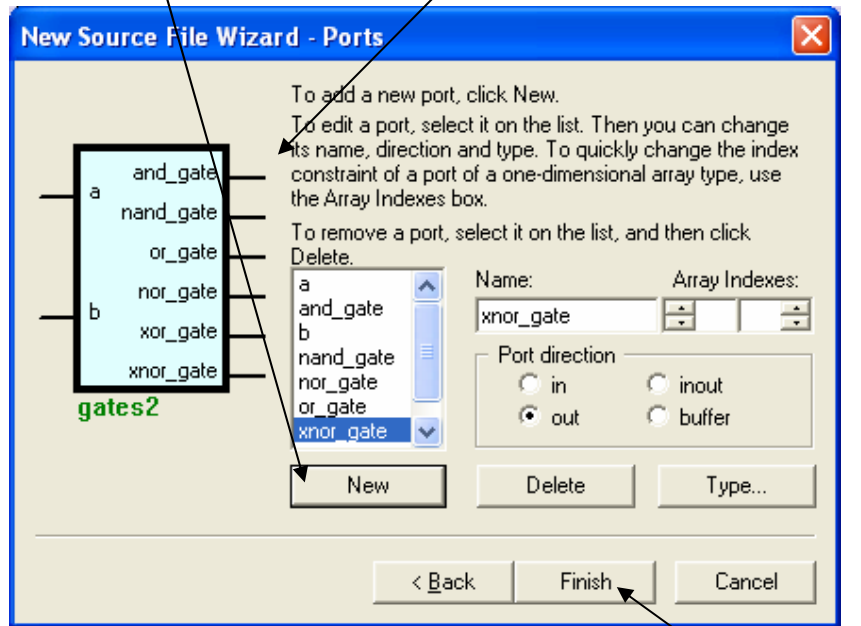 New Source File Wizard - Ports
To add a new port, click New.
To edit a port, select it on the list. Then you can change
its name, direction and type. To quickly change the index
constraint of a port of a one-dimensional array type, use
the Array Indexes box.
To remove a port, select it on the list, and then click
Delete.
a
b
and_gate
nand_gate
or_gate
nor_gate
xor_gate
xnor_gate
gates2
a
and_gate
b
nand_gate
nor_gate
or_gate
xnor_gate
Name:
Array Indexes:
xnor_gate
Port direction
in
inout
out
buffer
New
Delete
Type...
< Back
Finish
Cancel